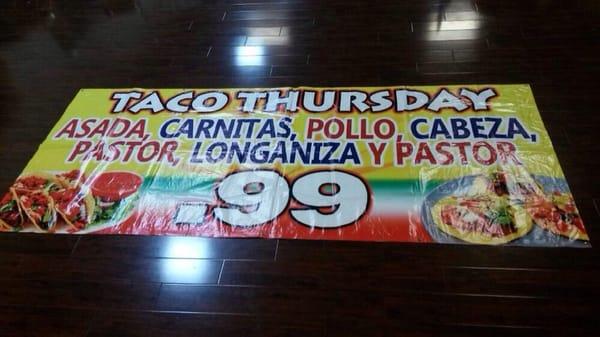 TACO THURSDAY
ASADA, CARNITAS, POLLO, CABEZA,
PASTOR, LONGANIZA Y PASTOR
.99